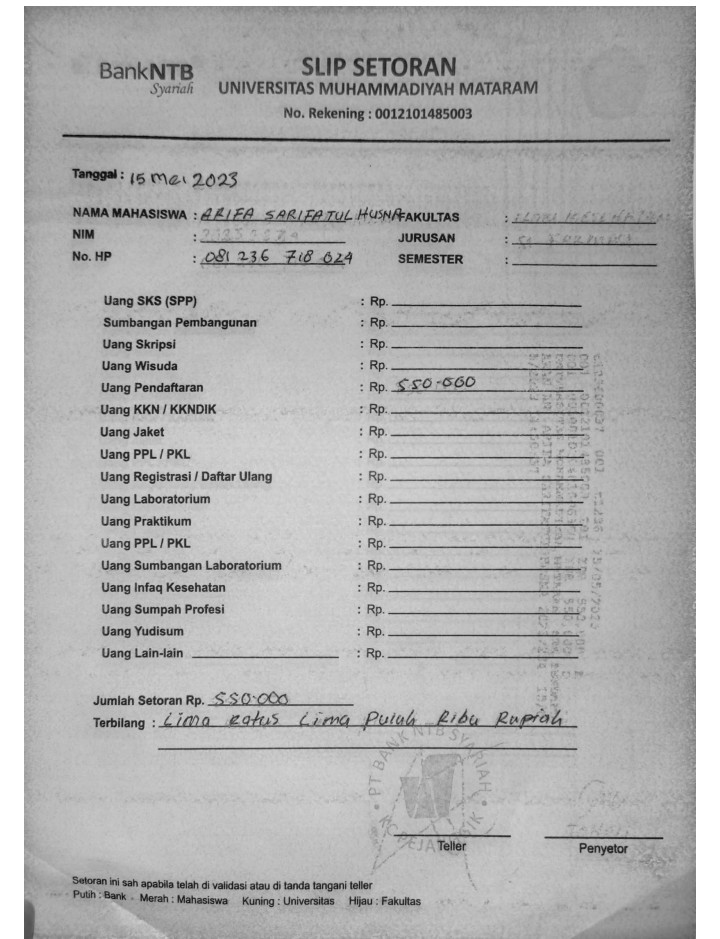 BankNTB
Syariah
SLIP SETORAN
UNIVERSITAS MUHAMMADIYAH MATARAM
No. Rekening : 0012101485003
Tanggal : 15 Mei 2023
NAMA MAHASISWA : ARIFA SARIFATUL HUSNA FAKULTAS :
NIM : JURUSAN : S1 FARMASI
No. HP : 081 236 718 024 SEMESTER :
Uang SKS (SPP) : Rp.
Sumbangan Pembangunan : Rp.
Uang Skripsi : Rp.
Uang Wisuda : Rp.
Uang Pendaftaran : Rp. 550.000
Uang KKN / KKNDIK : Rp.
Uang Jaket : Rp.
Uang PPL / PKL : Rp.
Uang Registrasi / Daftar Ulang : Rp.
Uang Laboratorium : Rp.
Uang Praktikum : Rp.
Uang PPL / PKL : Rp.
Uang Sumbangan Laboratorium : Rp.
Uang Infaq Kesehatan : Rp.
Uang Sumpah Profesi : Rp.
Uang Yudisum : Rp.
Uang Lain-lain : Rp.
Jumlah Setoran Rp. 550.000
Terbilang : Lima Ratus Lima Puluh Ribu Rupiah
PT BANK NTB SYARIAH
Teller Penyetor
Setoran ini sah apabila telah di validasi atau di tanda tangani teller
Putih : Bank Merah : Mahasiswa Kuning : Universitas Hijau : Fakultas